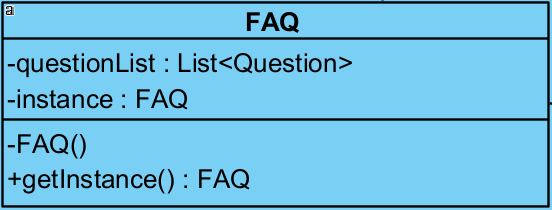 a
FAQ
-questionList : List<Question>
-instance : FAQ
-FAQ()
+getInstance() : FAQ